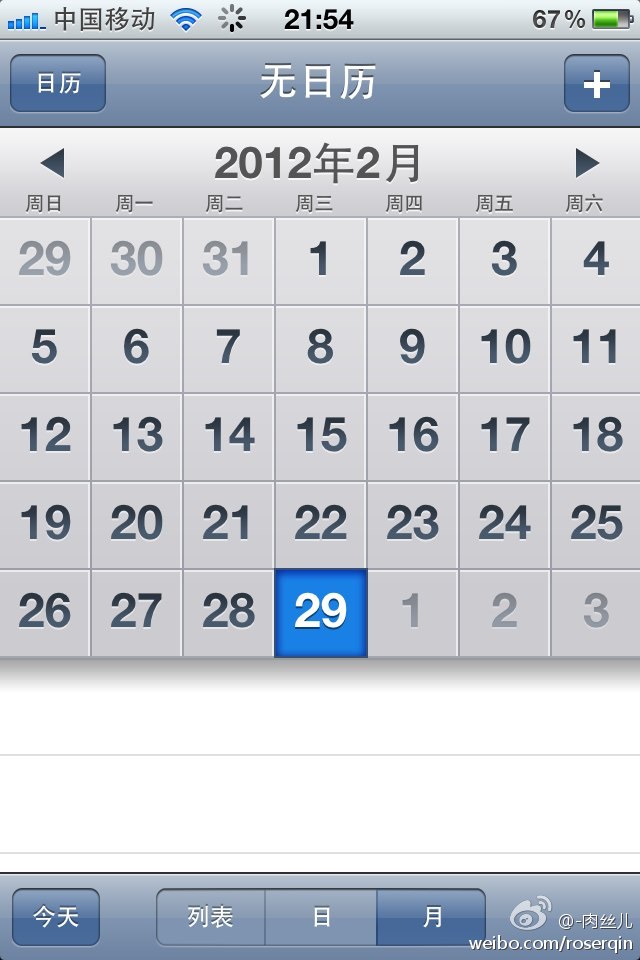 中国移动 21:54 67%
日历 无日历 +
2012年2月
周日 周一 周二 周三 周四 周五 周六
29 30 31 1 2 3 4
5 6 7 8 9 10 11
12 13 14 15 16 17 18
19 20 21 22 23 24 25
26 27 28 29 1 2 3
今天 列表 日 月
@-肉丝儿
weibo.com/roserqin